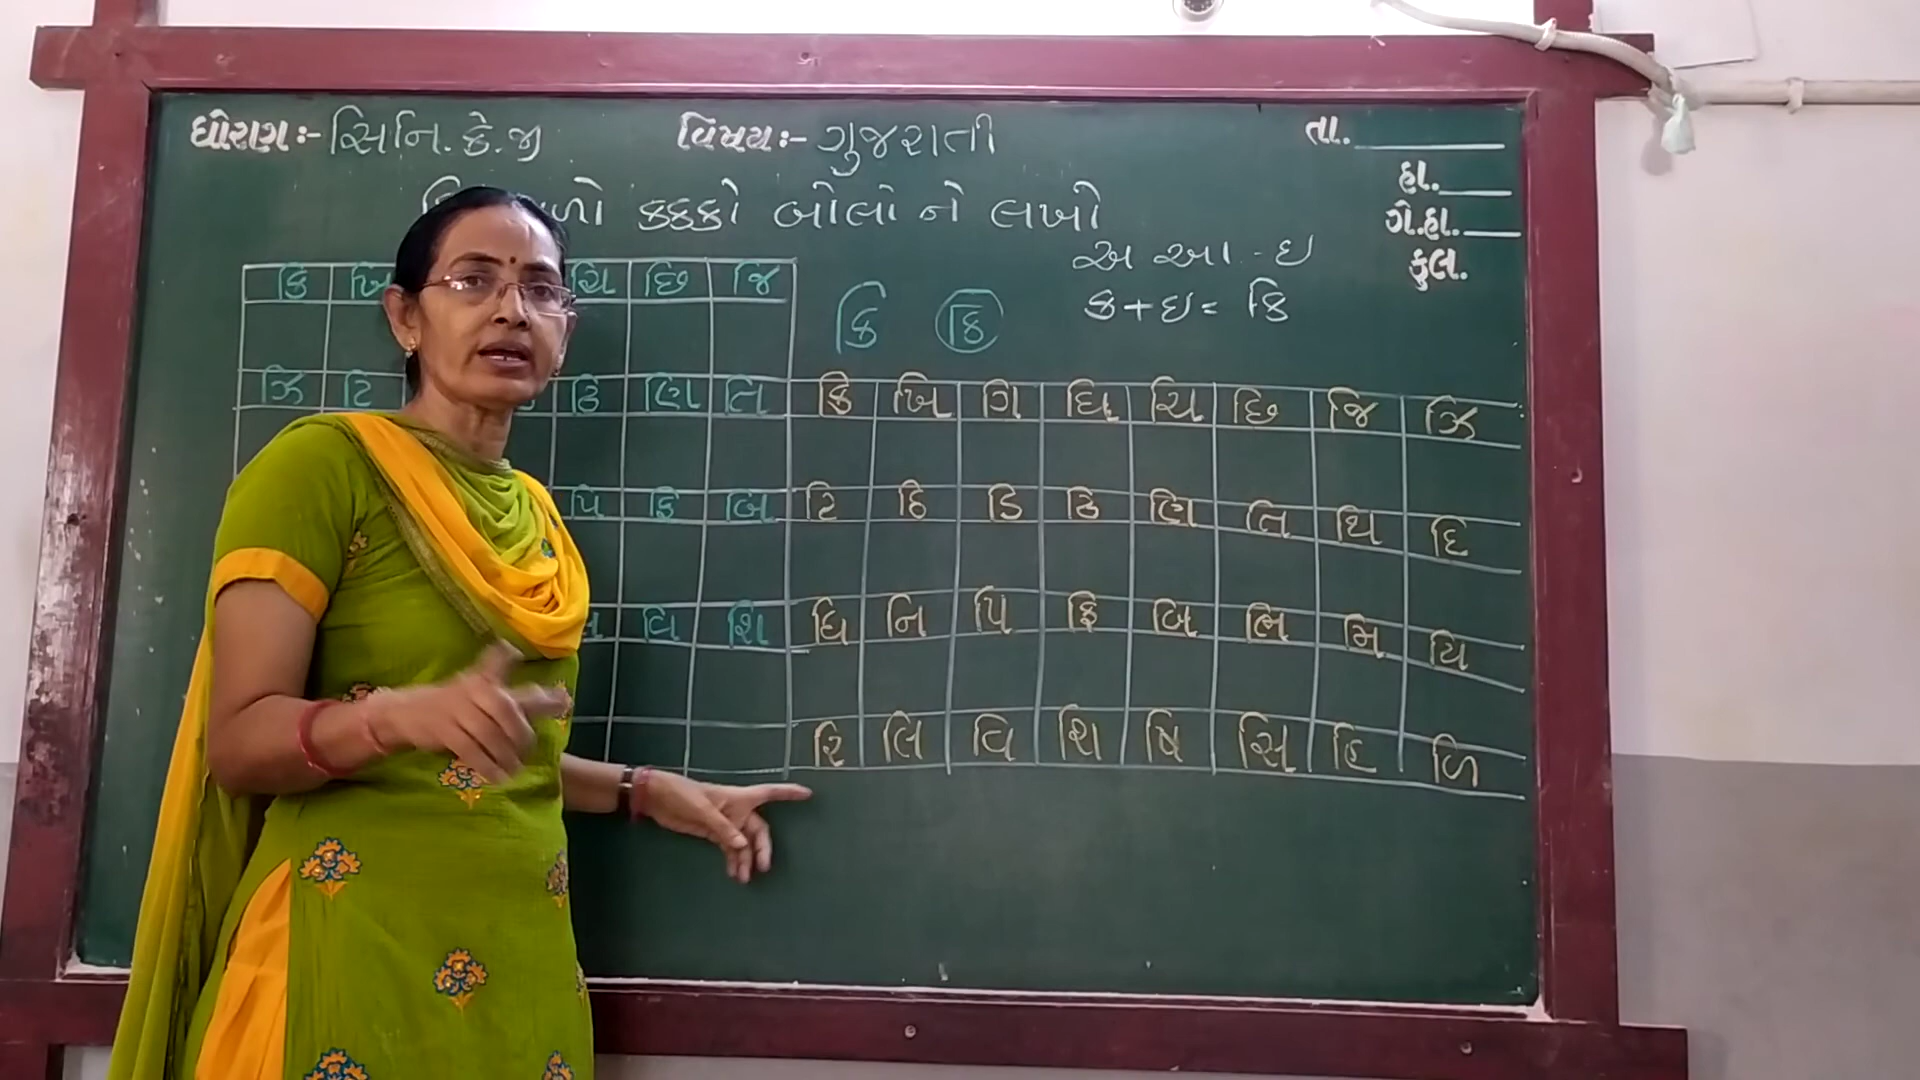 ધોરણઃ- સિનિ.કે.જી વિષયઃ- ગુજરાતી તા.
હા.
કક્કો બોલો ને લખો ગે.હા.
અ આ - ઇ કુલ.
કિ ખિ ચિ છિ જિ
કિ કિ ક+ઇ= કિ
ઝિ ટિ ઢિ ણિ તિ કિ ખિ ગિ ઘિ ચિ છિ જિ ઝિ
પિ ફિ બિ ટિ ઠિ ડિ ઢિ ણિ તિ થિ દિ
વિ શિ ધિ નિ પિ ફિ બિ ભિ મિ યિ
રિ લિ વિ શિ ષિ સિ હિ ળિ